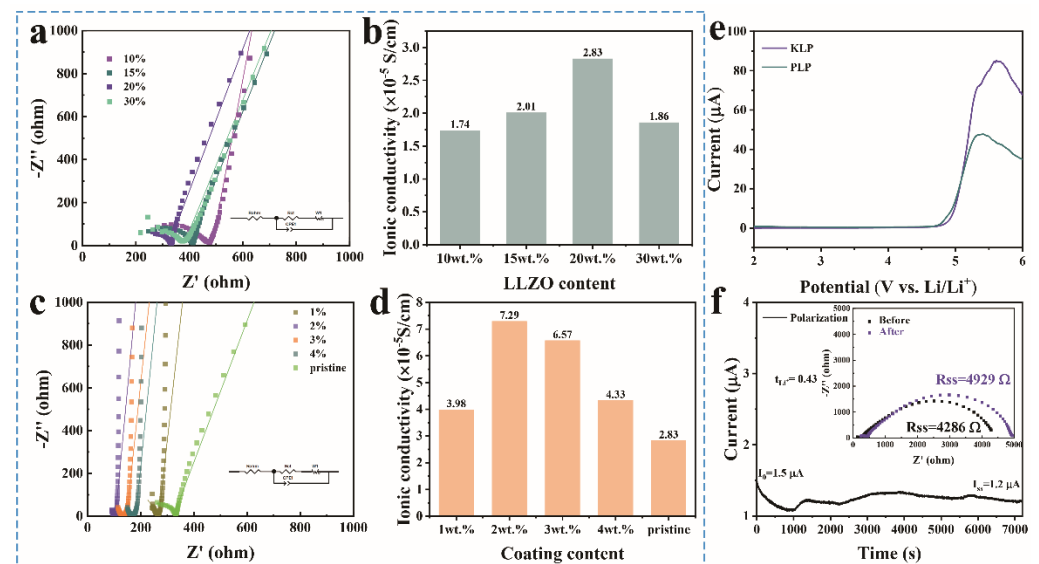 a
1000
800
600
400
200
0
-Z'' (ohm)
10%
15%
20%
30%
0 200 400 600 800 1000
Z' (ohm)
b
3.0
2.5
2.0
1.5
1.0
0.5
0.0
Ionic conductivity (×10⁻⁵ S/cm)
1.74
2.01
2.83
1.86
10wt.% 15wt.% 20wt.% 30wt.%
LLZO content
c
1000
800
600
400
200
0
-Z'' (ohm)
1%
2%
3%
4%
pristine
0 200 400 600 800 1000
Z' (ohm)
d
8
7
6
5
4
3
2
1
0
Ionic conductivity (×10⁻⁵S/cm)
3.98
7.29
6.57
4.33
2.83
1wt.% 2wt.% 3wt.% 4wt.% pristine
Coating content
e
100
80
60
40
20
0
Current (μA)
KLP
PLP
2 3 4 5 6
Potential (V vs. Li/Li⁺)
f
4
3
2
1
Current (μA)
Polarization
I₀=1.5 μA
Iss=1.2 μA
5000
4000
3000
2000
1000
0
-Z'' (ohm)
Before
After
Rss=4929 Ω
Rss=4286 Ω
0 1000 2000 3000 4000 5000
Z' (ohm)
0 1000 2000 3000 4000 5000 6000 7000
Time (s)